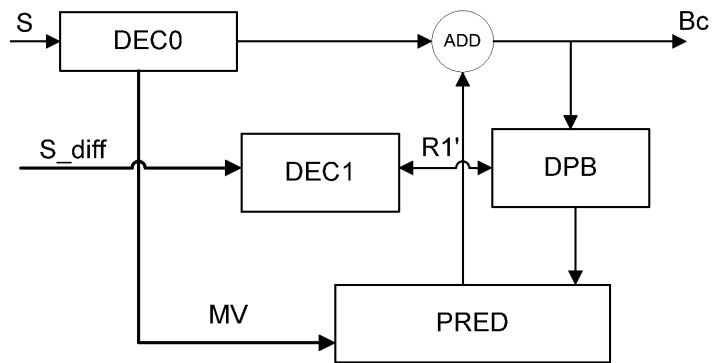 S
DEC0
ADD
Bc
S_diff
DEC1
R1'
DPB
MV
PRED